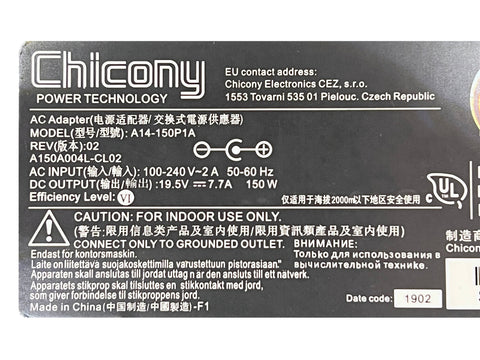 Chicony
POWER TECHNOLOGY
EU contact address:
Chicony Electronics CEZ, s.r.o.
1553 Tovarni 535 01 Pielouc. Czech Republic
AC Adapter(电源适配器/交換式電源供應器)
MODEL(型号/型號): A14-150P1A
REV(版本):02
A150A004L-CL02
AC INPUT(输入/輸入): 100-240V~2A 50-60Hz
DC OUTPUT(输出/輸出):19.5V 7.7A 150W
Efficiency Level: VI
仅适用于海拔2000m以下地区安全使用
c UL us
CAUTION: FOR INDOOR USE ONLY.
(警告:限用信息类产品及室内使用/限用資訊類產品及室内使用)
CONNECT ONLY TO GROUNDED OUTLET.
ВНИМАНИЕ:
Только для использования в
вычислительной технике.
Endast for kontorsmaskin.
Laite on liitettävä suojakoskettimilla varustettuun pistorasiaan."
Apparaten skall anslutas till jordat uttag n är den ansluts till ett nätverk.
Apparatets stikprop skal tilsluttes en stikkontakt med jord,
som giver forbindelse til stikproppens jord.
Made in China(中国制造/中國製造)-F1
Date code: 1902
制造商
Chicon